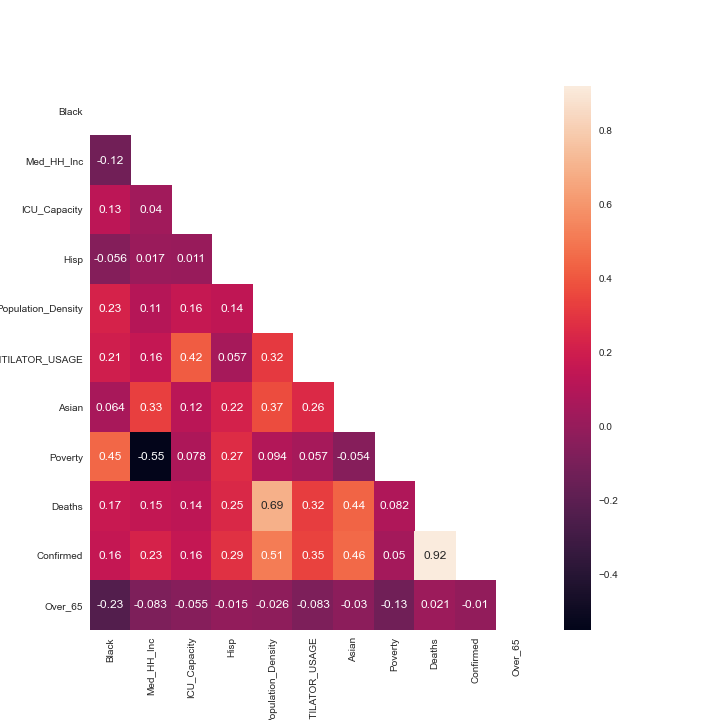 Black
Med_HH_Inc -0.12
ICU_Capacity 0.13 0.04
Hisp -0.056 0.017 0.011
Population_Density 0.23 0.11 0.16 0.14
TILATOR_USAGE 0.21 0.16 0.42 0.057 0.32
Asian 0.064 0.33 0.12 0.22 0.37 0.26
Poverty 0.45 -0.55 0.078 0.27 0.094 0.057 -0.054
Deaths 0.17 0.15 0.14 0.25 0.69 0.32 0.44 0.082
Confirmed 0.16 0.23 0.16 0.29 0.51 0.35 0.46 0.05 0.92
Over_65 -0.23 -0.083 -0.055 -0.015 -0.026 -0.083 -0.03 -0.13 0.021 -0.01
Black
Med_HH_Inc
ICU_Capacity
Hisp
opulation_Density
TILATOR_USAGE
Asian
Poverty
Deaths
Confirmed
Over_65
0.8
0.6
0.4
0.2
0.0
-0.2
-0.4